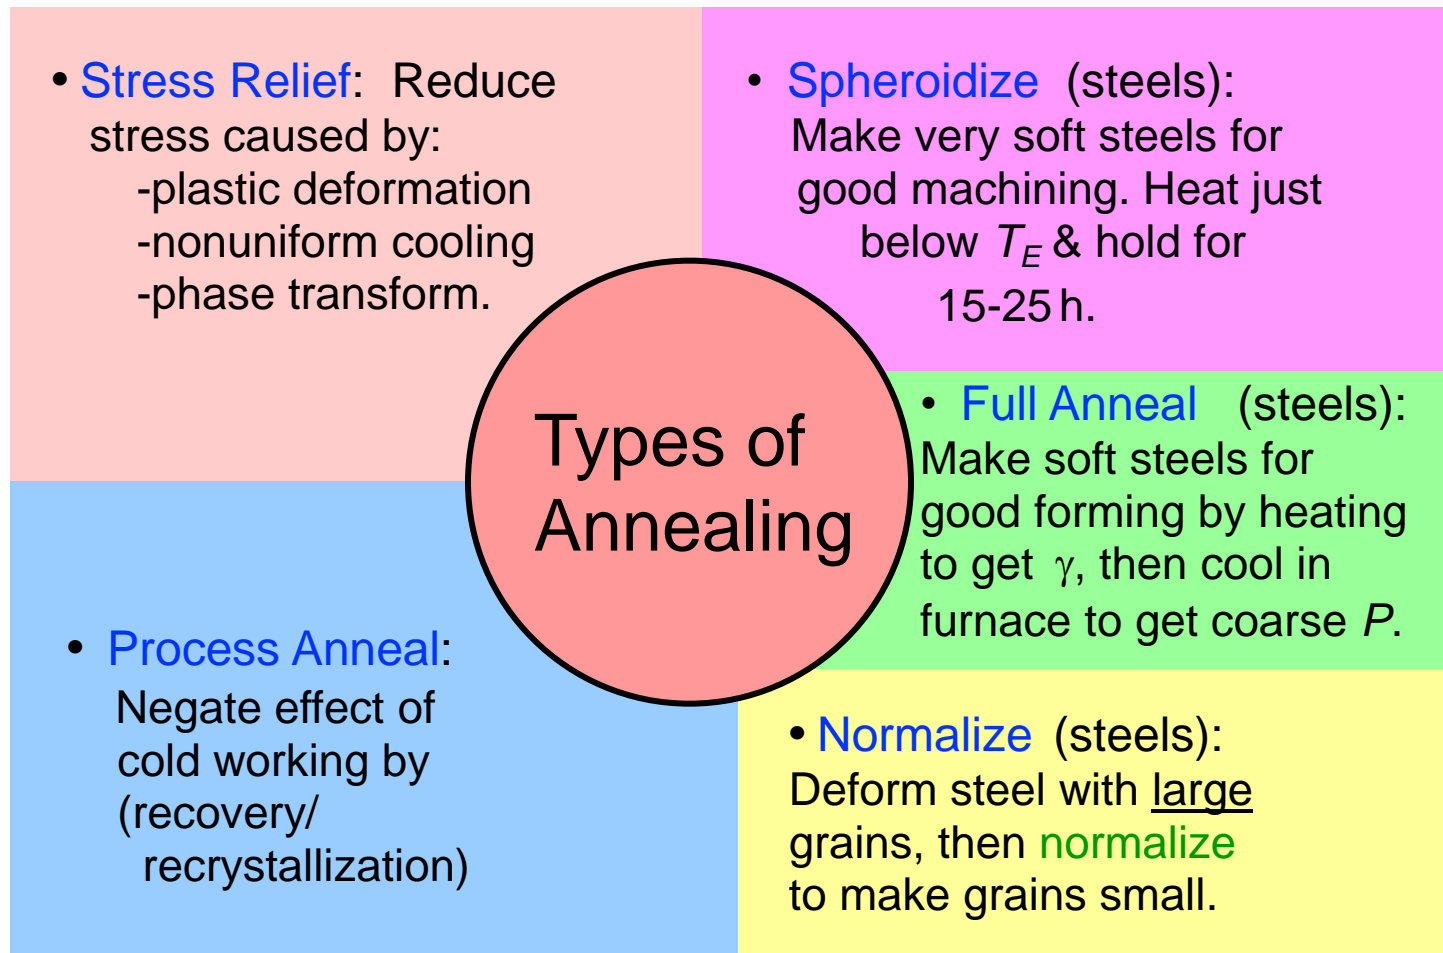 • Stress Relief: Reduce
stress caused by:
-plastic deformation
-nonuniform cooling
-phase transform.
• Spheroidize (steels):
Make very soft steels for
good machining. Heat just
below T_E & hold for
15-25 h.
Types of
Annealing
• Full Anneal (steels):
Make soft steels for
good forming by heating
to get γ, then cool in
furnace to get coarse P.
• Process Anneal:
Negate effect of
cold working by
(recovery/
recrystallization)
• Normalize (steels):
Deform steel with large
grains, then normalize
to make grains small.